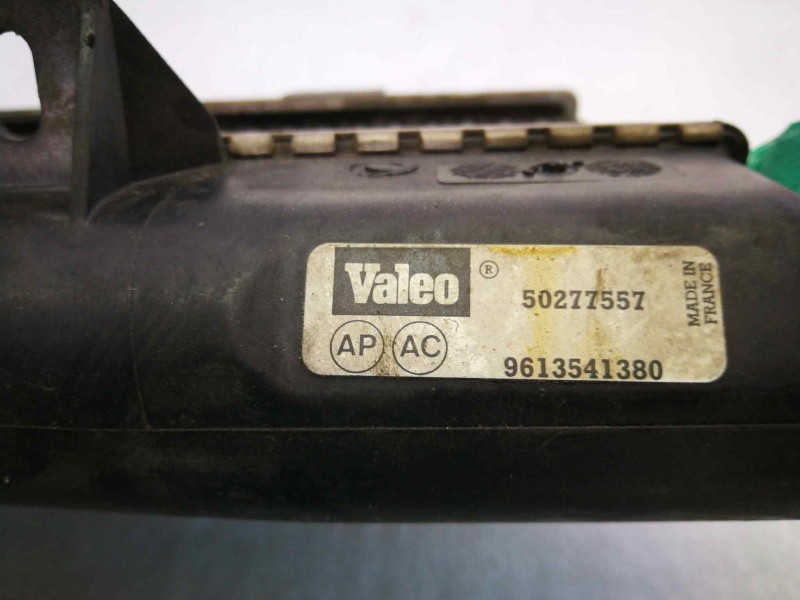 Valeo ®
50277557
AP AC
9613541380
MADE IN
FRANCE